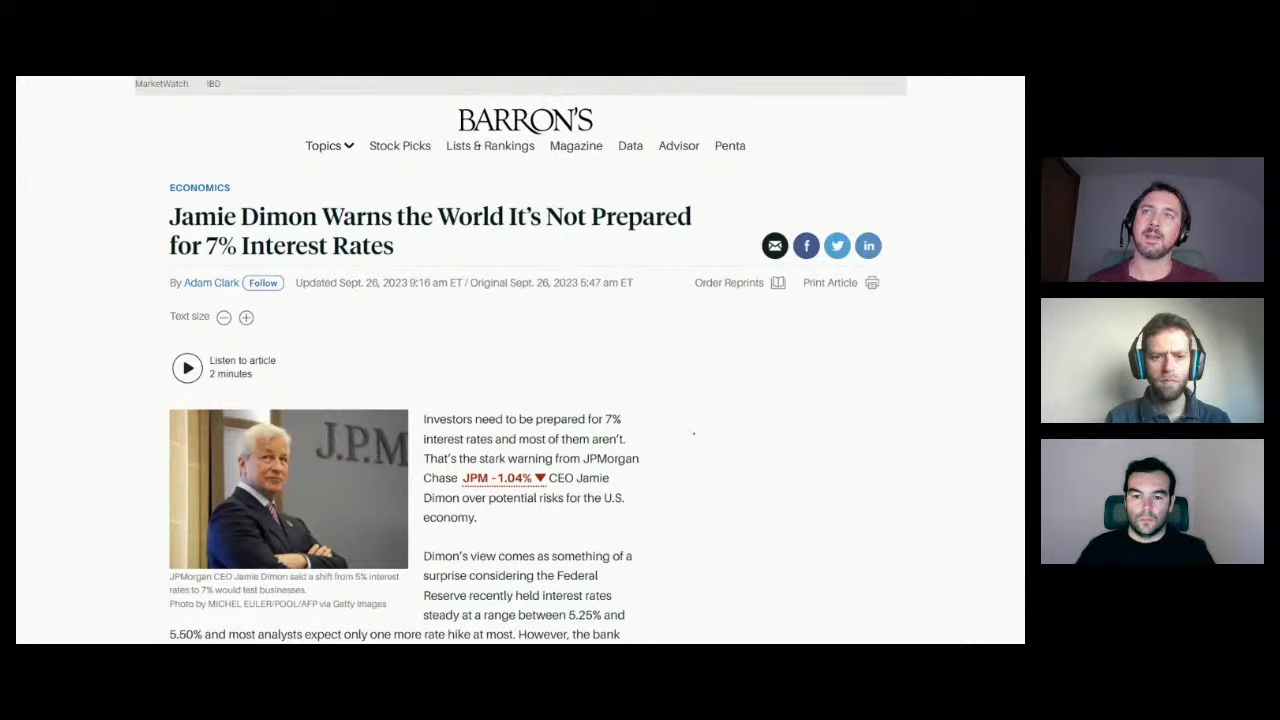 MarketWatch IBD
BARRON'S
Topics Stock Picks Lists & Rankings Magazine Data Advisor Penta
ECONOMICS
Jamie Dimon Warns the World It's Not Prepared
for 7% Interest Rates
By Adam Clark Follow Updated Sept. 26, 2023 9:16 am ET / Original Sept. 26, 2023 5:47 am ET Order Reprints Print Article
Text size
Listen to article
2 minutes
J.P.M
JPMorgan CEO Jamie Dimon said a shift from 5% interest
rates to 7% would test businesses.
Photo by MICHEL EULER/POOL/AFP via Getty Images
Investors need to be prepared for 7%
interest rates and most of them aren't.
That's the stark warning from JPMorgan
Chase JPM -1.04% ▼ CEO Jamie
Dimon over potential risks for the U.S.
economy.
Dimon's view comes as something of a
surprise considering the Federal
Reserve recently held interest rates
steady at a range between 5.25% and
5.50% and most analysts expect only one more rate hike at most. However, the bank